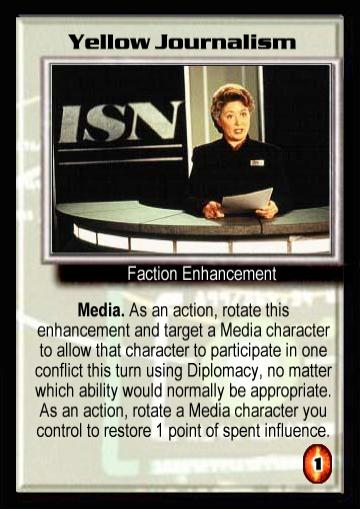 Yellow Journalism
ISN
Faction Enhancement
Media. As an action, rotate this
enhancement and target a Media character
to allow that character to participate in one
conflict this turn using Diplomacy, no matter
which ability would normally be appropriate.
As an action, rotate a Media character you
control to restore 1 point of spent influence.
1